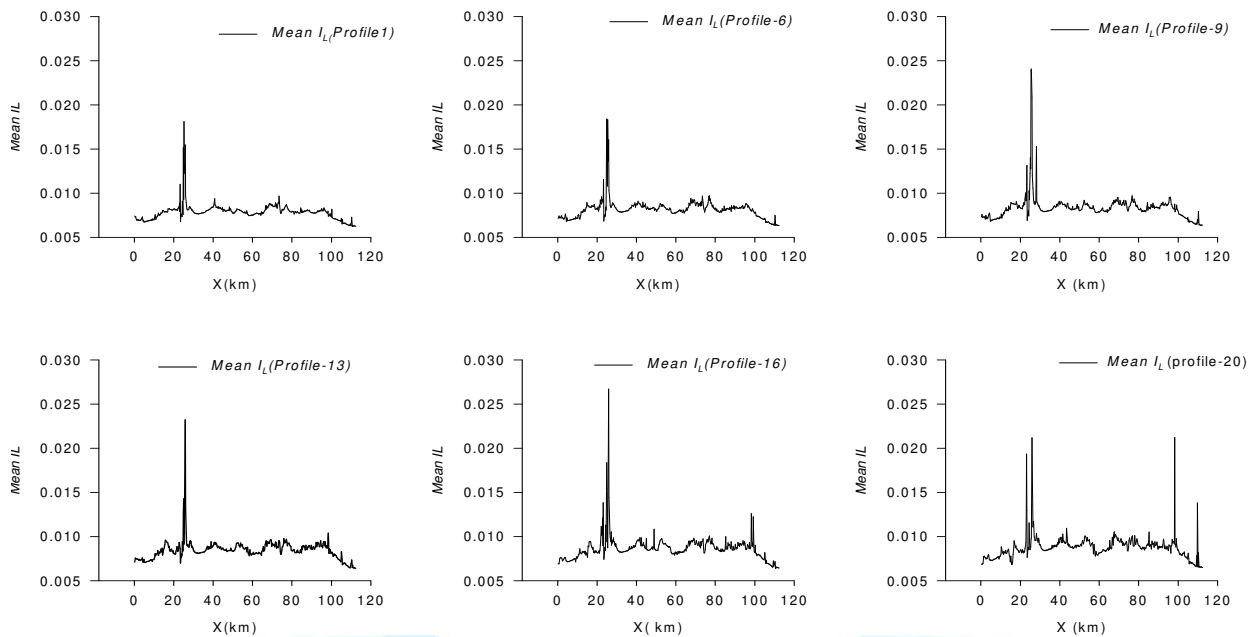 Mean IL(Profile1)
0.030
0.025
0.020
0.015
0.010
0.005
Mean IL
0 20 40 60 80 100 120
X(km)
Mean IL(Profile-6)
0.030
0.025
0.020
0.015
0.010
0.005
Mean IL
0 20 40 60 80 100 120
X(km)
Mean IL(Profile-9)
0.030
0.025
0.020
0.015
0.010
0.005
Mean IL
0 20 40 60 80 100 120
X (km)
Mean IL(Profile-13)
0.030
0.025
0.020
0.015
0.010
0.005
Mean IL
0 20 40 60 80 100 120
X(km)
Mean IL(Profile-16)
0.030
0.025
0.020
0.015
0.010
0.005
Mean IL
0 20 40 60 80 100 120
X( km)
Mean IL (profile-20)
0.030
0.025
0.020
0.015
0.010
0.005
Mean IL
0 20 40 60 80 100 120
X (km)